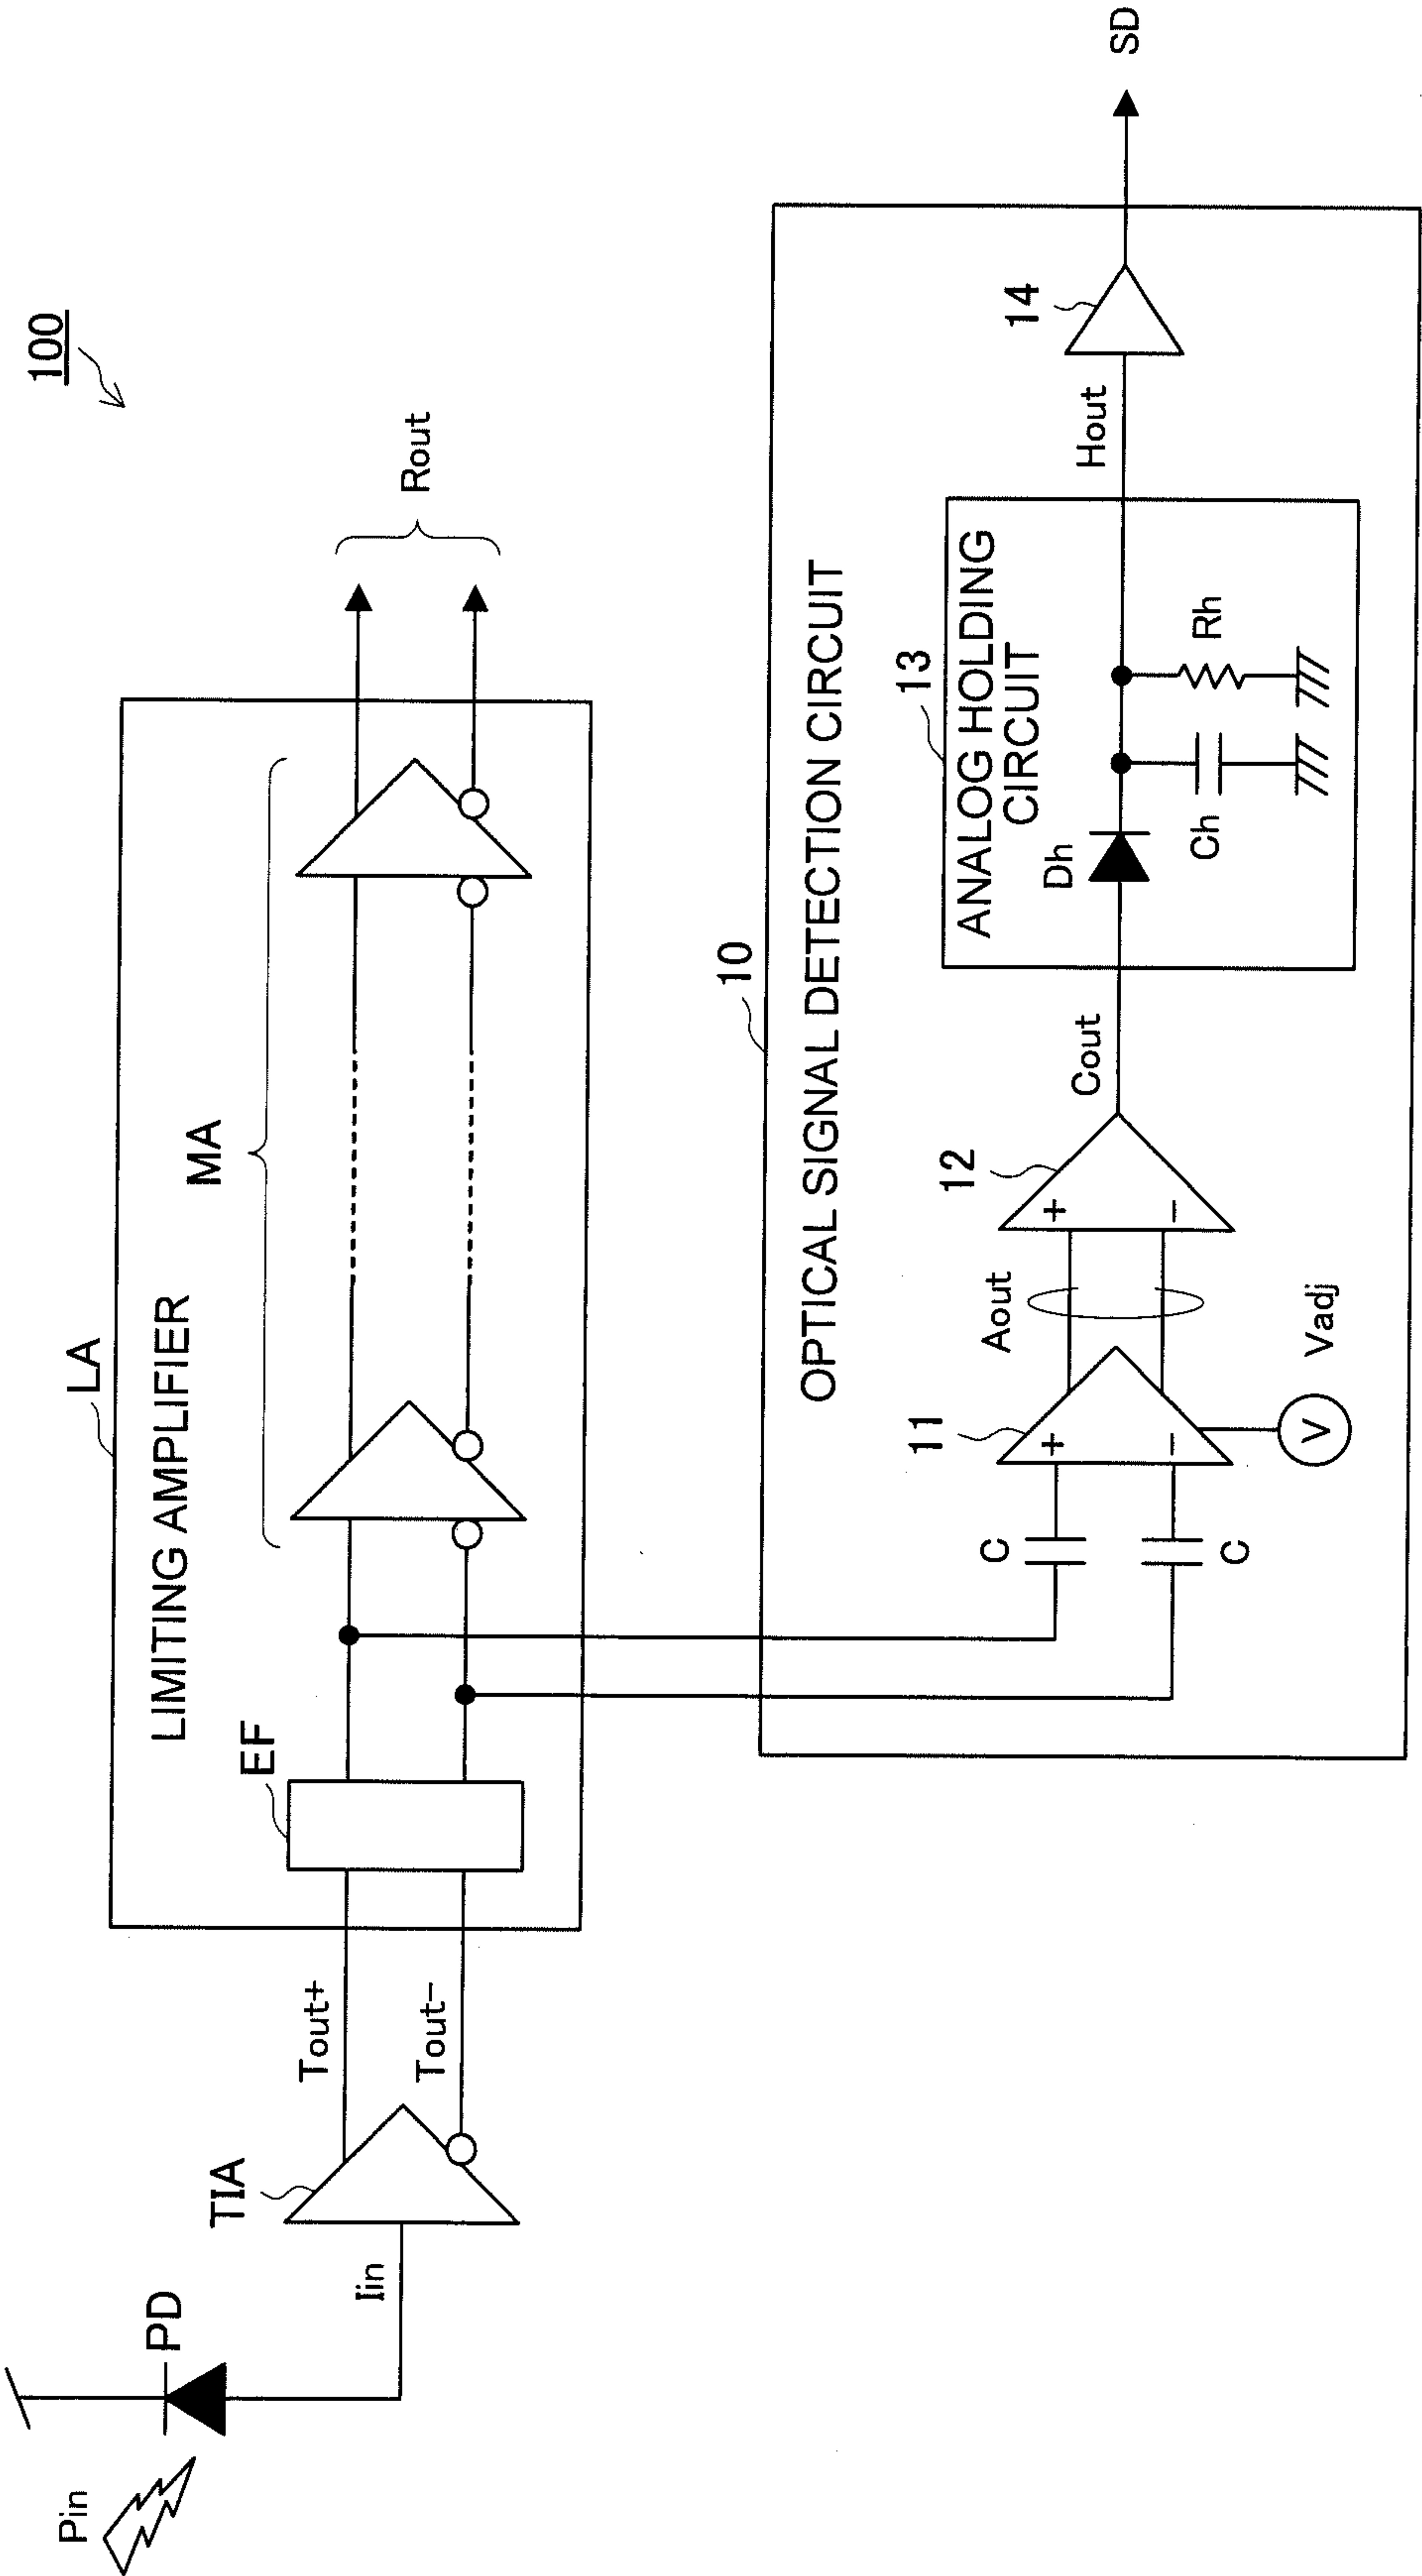 100
Pin
PD
Iin
TIA
Tout+
Tout−
LA
LIMITING AMPLIFIER
EF
MA
Rout
10
OPTICAL SIGNAL DETECTION CIRCUIT
C
C
11
+
−
V
Vadj
Aout
12
+
−
Cout
13
ANALOG HOLDING
CIRCUIT
Dh
Ch
Rh
Hout
14
SD